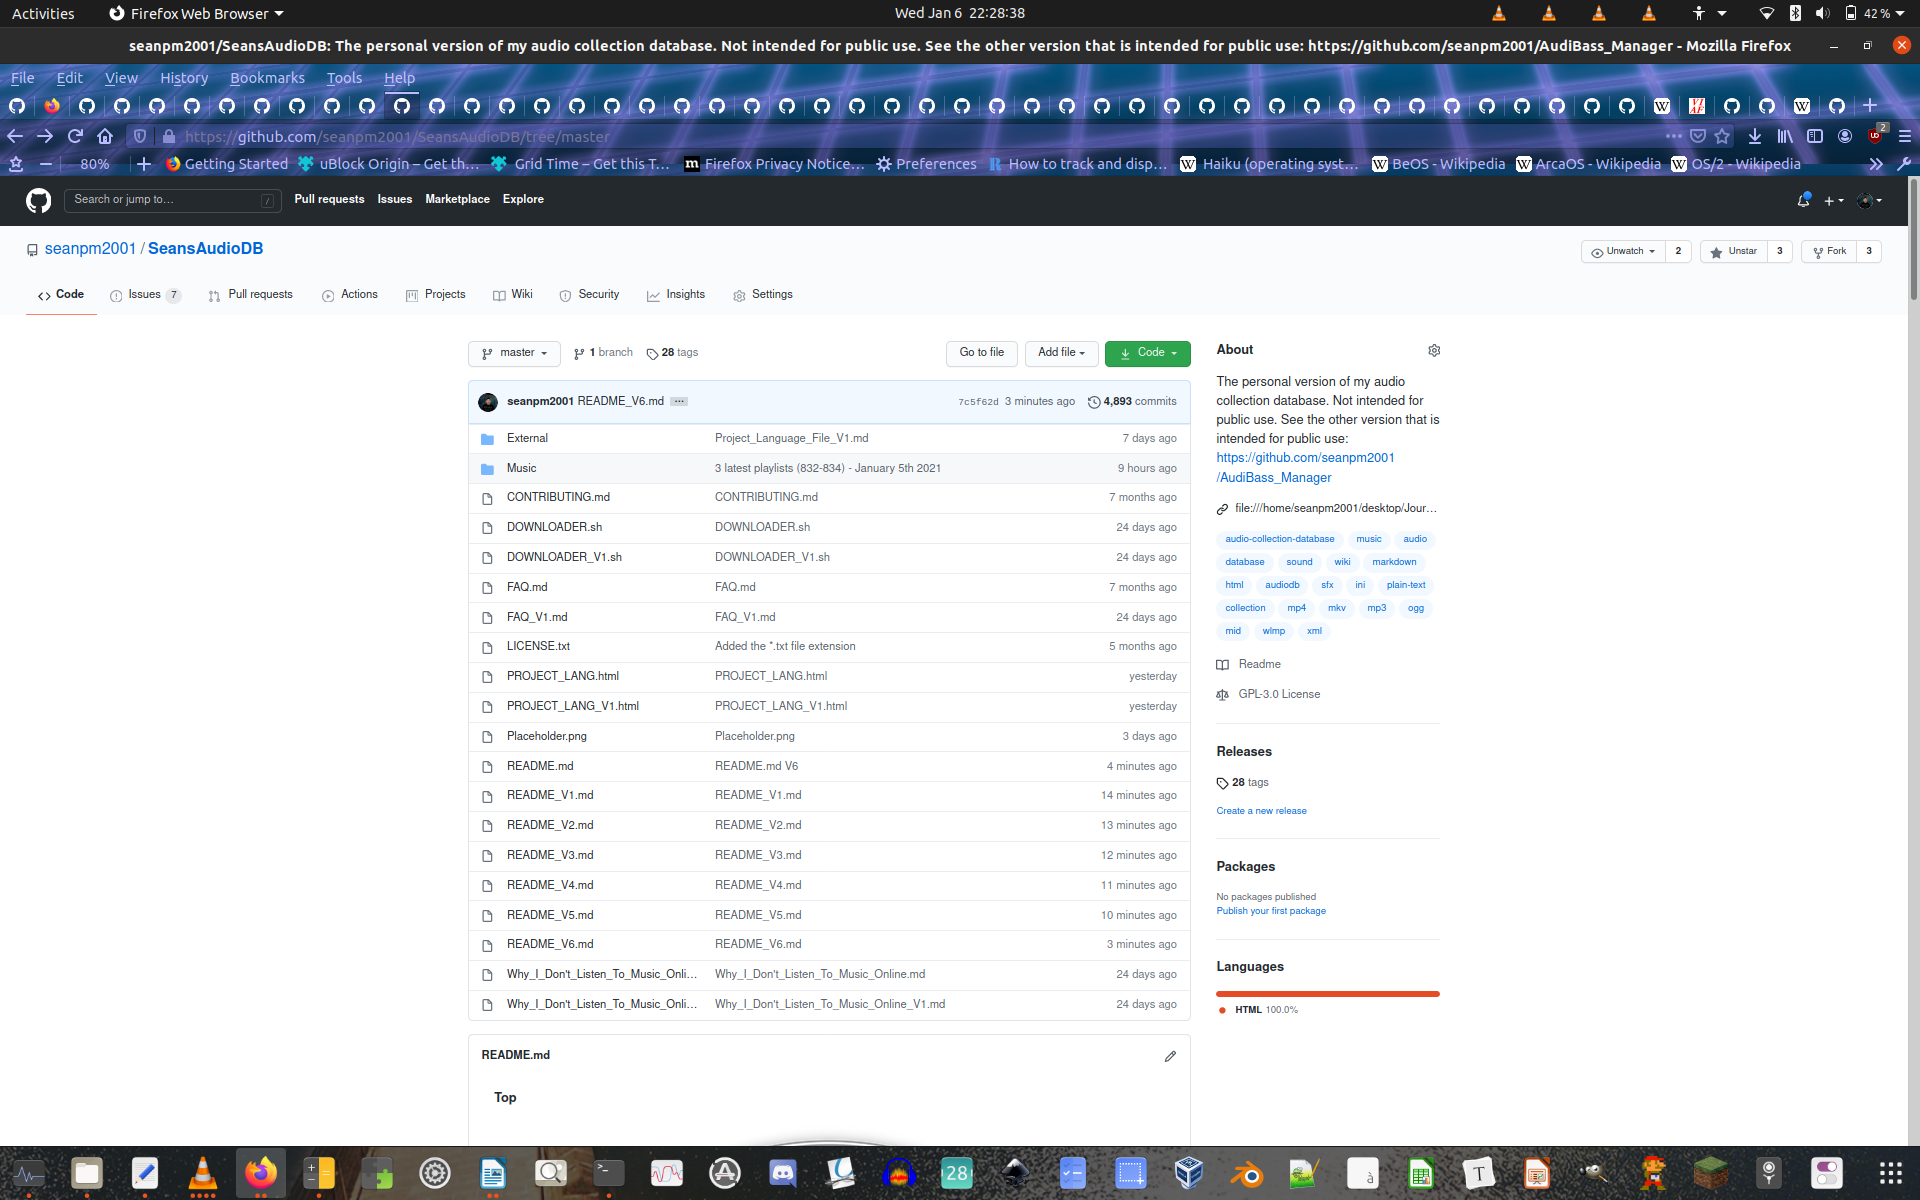 Activities Firefox Web Browser Wed Jan 6 22:28:38 42 %
seanpm2001/SeansAudioDB: The personal version of my audio collection database. Not intended for public use. See the other version that is intended for public use: https://github.com/seanpm2001/AudiBass_Manager - Mozilla Firefox
File Edit View History Bookmarks Tools Help
https://github.com/seanpm2001/SeansAudioDB/tree/master 2
80% Getting Started uBlock Origin – Get th… Grid Time – Get this T… Firefox Privacy Notice… Preferences How to track and disp… Haiku (operating syst… BeOS - Wikipedia ArcaOS - Wikipedia OS/2 - Wikipedia
Search or jump to… / Pull requests Issues Marketplace Explore
seanpm2001 / SeansAudioDB Unwatch 2 Unstar 3 Fork 3
Code Issues 7 Pull requests Actions Projects Wiki Security Insights Settings
master 1 branch 28 tags Go to file Add file Code
seanpm2001 README_V6.md ... 7c5f62d 3 minutes ago 4,893 commits
External Project_Language_File_V1.md 7 days ago
Music 3 latest playlists (832-834) - January 5th 2021 9 hours ago
CONTRIBUTING.md CONTRIBUTING.md 7 months ago
DOWNLOADER.sh DOWNLOADER.sh 24 days ago
DOWNLOADER_V1.sh DOWNLOADER_V1.sh 24 days ago
FAQ.md FAQ.md 7 months ago
FAQ_V1.md FAQ_V1.md 24 days ago
LICENSE.txt Added the *.txt file extension 5 months ago
PROJECT_LANG.html PROJECT_LANG.html yesterday
PROJECT_LANG_V1.html PROJECT_LANG_V1.html yesterday
Placeholder.png Placeholder.png 3 days ago
README.md README.md V6 4 minutes ago
README_V1.md README_V1.md 14 minutes ago
README_V2.md README_V2.md 13 minutes ago
README_V3.md README_V3.md 12 minutes ago
README_V4.md README_V4.md 11 minutes ago
README_V5.md README_V5.md 10 minutes ago
README_V6.md README_V6.md 3 minutes ago
Why_I_Don't_Listen_To_Music_Onli… Why_I_Don't_Listen_To_Music_Online.md 24 days ago
Why_I_Don't_Listen_To_Music_Onli… Why_I_Don't_Listen_To_Music_Online_V1.md 24 days ago
README.md
Top
About
The personal version of my audio
collection database. Not intended for
public use. See the other version that is
intended for public use:
https://github.com/seanpm2001
/AudiBass_Manager
file:///home/seanpm2001/desktop/Jour…
audio-collection-database music audio
database sound wiki markdown
html audiodb sfx ini plain-text
collection mp4 mkv mp3 ogg
mid wlmp xml
Readme
GPL-3.0 License
Releases
28 tags
Create a new release
Packages
No packages published
Publish your first package
Languages
HTML 100.0%
28